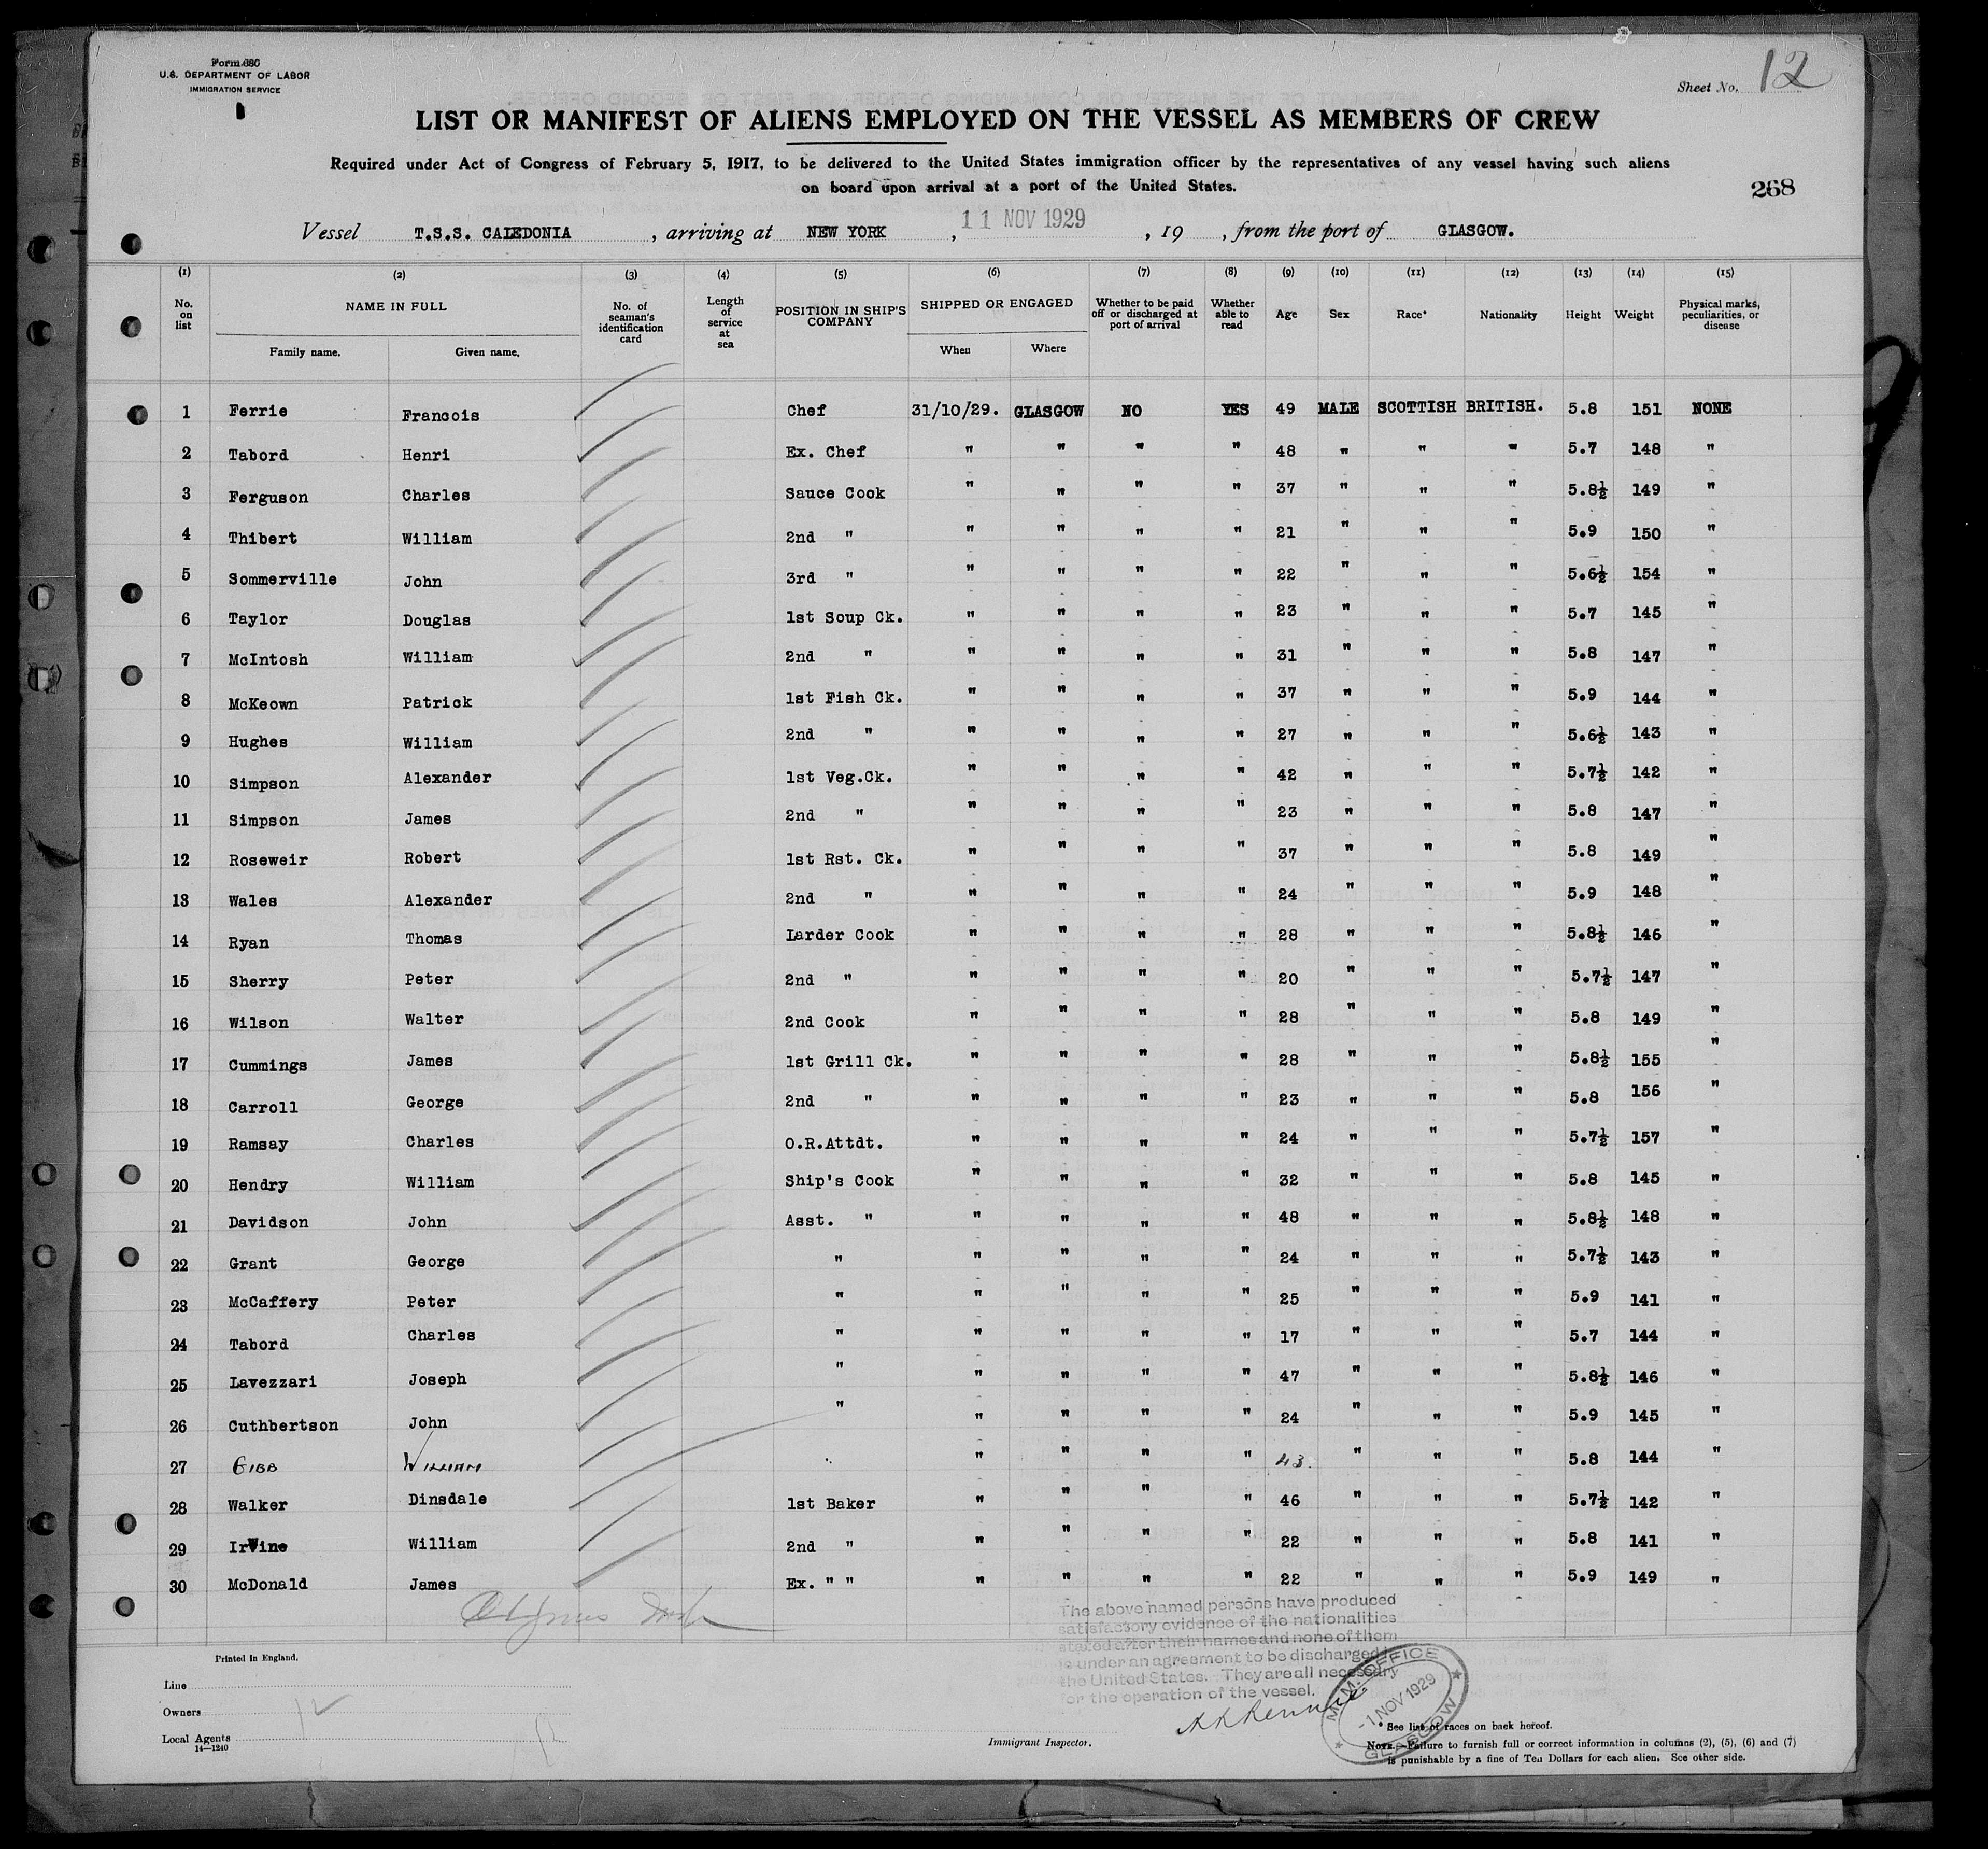 Form 680
U.S. DEPARTMENT OF LABOR
IMMIGRATION SERVICE
Sheet No. 12
LIST OR MANIFEST OF ALIENS EMPLOYED ON THE VESSEL AS MEMBERS OF CREW
Required under Act of Congress of February 5, 1917, to be delivered to the United States immigration officer by the representatives of any vessel having such aliens
on board upon arrival at a port of the United States.
268
Vessel T.S.S. CALEDONIA, arriving at NEW YORK, 11 NOV 1929, 19 , from the port of GLASGOW.
(1) (2) (3) (4) (5) (6) (7) (8) (9) (10) (11) (12) (13) (14) (15)
No. on list NAME IN FULL Family name. Given name. No. of seaman's identification card Length of service at sea POSITION IN SHIP'S COMPANY SHIPPED OR ENGAGED When Where Whether to be paid off or discharged at port of arrival Whether able to read Age Sex Race* Nationality Height Weight Physical marks, peculiarities, or disease
1 Ferrie Francois Chef 31/10/29. GLASGOW NO YES 49 MALE SCOTTISH BRITISH. 5.8 151 NONE
2 Tabord Henri Ex. Chef " " " " 48 " " " 5.7 148 "
3 Ferguson Charles Sauce Cook " " " " 37 " " " 5.8½ 149 "
4 Thibert William 2nd " " " " " 21 " " " 5.9 150 "
5 Sommerville John 3rd " " " " " 22 " " " 5.6½ 154 "
6 Taylor Douglas 1st Soup Ck. " " " " 23 " " " 5.7 145 "
7 McIntosh William 2nd " " " " " 31 " " " 5.8 147 "
8 McKeown Patrick 1st Fish Ck. " " " " 37 " " " 5.9 144 "
9 Hughes William 2nd " " " " " 27 " " " 5.6½ 143 "
10 Simpson Alexander 1st Veg.Ck. " " " " 42 " " " 5.7½ 142 "
11 Simpson James 2nd " " " " " 23 " " " 5.8 147 "
12 Roseweir Robert 1st Rst. Ck. " " " " 37 " " " 5.8 149 "
13 Wales Alexander 2nd " " " " " 24 " " " 5.9 148 "
14 Ryan Thomas Larder Cook " " " " 28 " " " 5.8½ 146 "
15 Sherry Peter 2nd " " " " " 20 " " " 5.7½ 147 "
16 Wilson Walter 2nd Cook " " " " 28 " " " 5.8 149 "
17 Cummings James 1st Grill Ck. " " " " 28 " " " 5.8½ 155 "
18 Carroll George 2nd " " " " " 23 " " " 5.8 156 "
19 Ramsay Charles O.R.Attdt. " " " " 24 " " " 5.7½ 157 "
20 Hendry William Ship's Cook " " " " 32 " " " 5.8 145 "
21 Davidson John Asst. " " " " " 48 " " " 5.8½ 148 "
22 Grant George " " " " " 24 " " " 5.7½ 143 "
23 McCaffery Peter " " " " " 25 " " " 5.9 141 "
24 Tabord Charles " " " " " 17 " " " 5.7 144 "
25 Lavezzari Joseph " " " " " 47 " " " 5.8½ 146 "
26 Cuthbertson John " " " " " 24 " " " 5.9 145 "
27 GIBB WILLIAM " " " " " 43. " " " 5.8 144 "
28 Walker Dinsdale 1st Baker " " " " 46 " " " 5.7½ 142 "
29 Irvine William 2nd " " " " " 22 " " " 5.8 141 "
30 McDonald James Ex. " " " " " " 22 " " " 5.9 149 "
The above named persons have produced
satisfactory evidence of the nationalities
stated after their names and none of them
is under an agreement to be discharged in
the United States. They are all necessary
for the operation of the vessel.
M.M. OFFICE
-1 NOV 1929
GLASGOW
Printed in England.
Line
Owners 12
Local Agents
14—1240
Immigrant Inspector.
* See list of races on back hereof.
NOTE.—Failure to furnish full or correct information in columns (2), (5), (6) and (7)
is punishable by a fine of Ten Dollars for each alien. See other side.